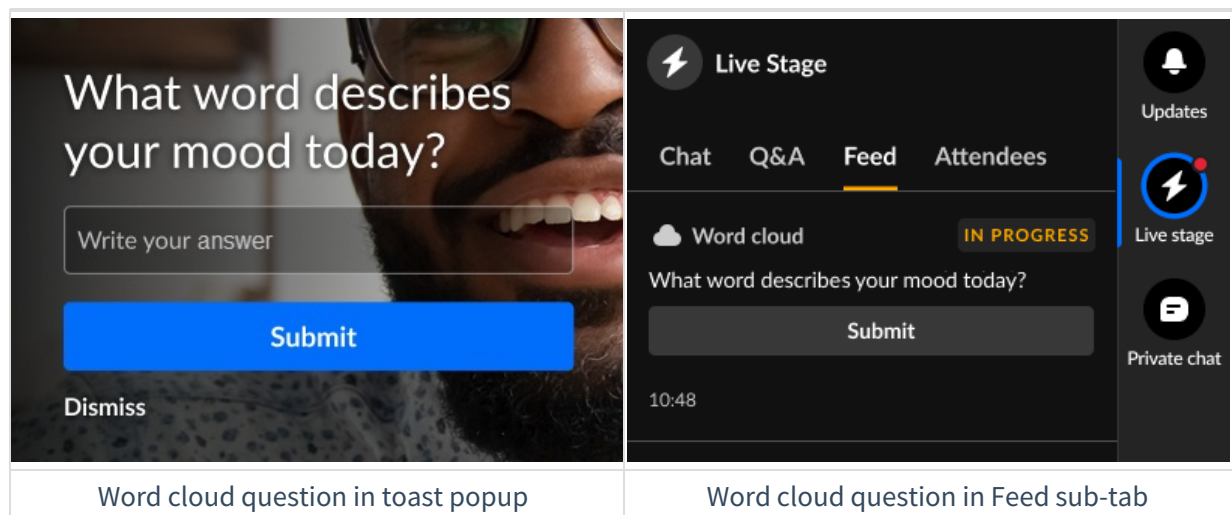 What word describes
your mood today?
Write your answer
Submit
Dismiss
Word cloud question in toast popup
Live Stage
Chat Q&A Feed Attendees
Word cloud IN PROGRESS
What word describes your mood today?
Submit
10:48
Updates
Live stage
Private chat
Word cloud question in Feed sub-tab